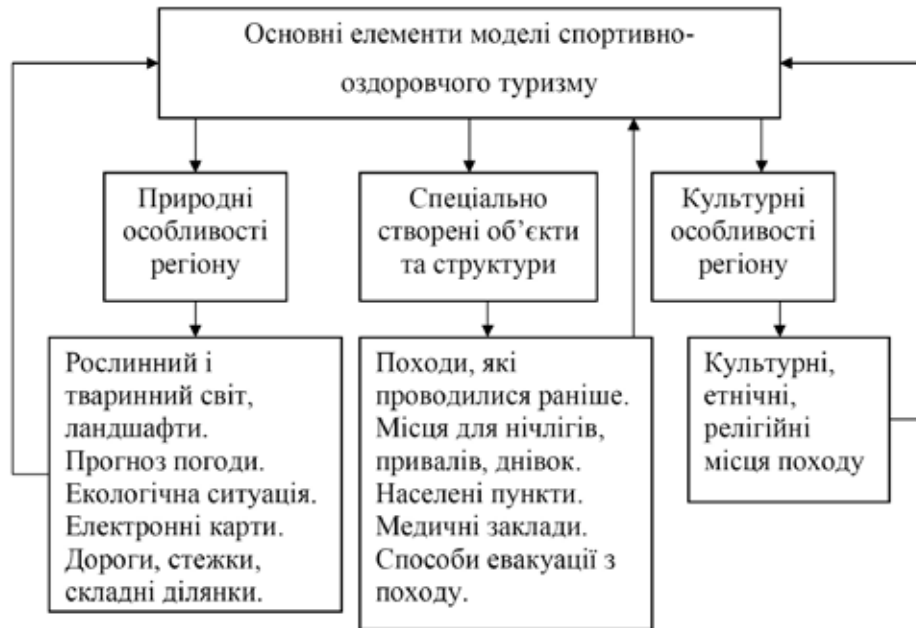 Основні елементи моделі спортивно-
оздоровчого туризму
Природні
особливості
регіону
Спеціально
створені об’єкти
та структури
Культурні
особливості
регіону
Рослинний і
тваринний світ,
ландшафти.
Прогноз погоди.
Екологічна ситуація.
Електронні карти.
Дороги, стежки,
складні ділянки.
Походи, які
проводилися раніше.
Місця для нічлігів,
привалів, днівок.
Населені пункти.
Медичні заклади.
Способи евакуації з
походу.
Культурні,
етнічні,
релігійні
місця походу